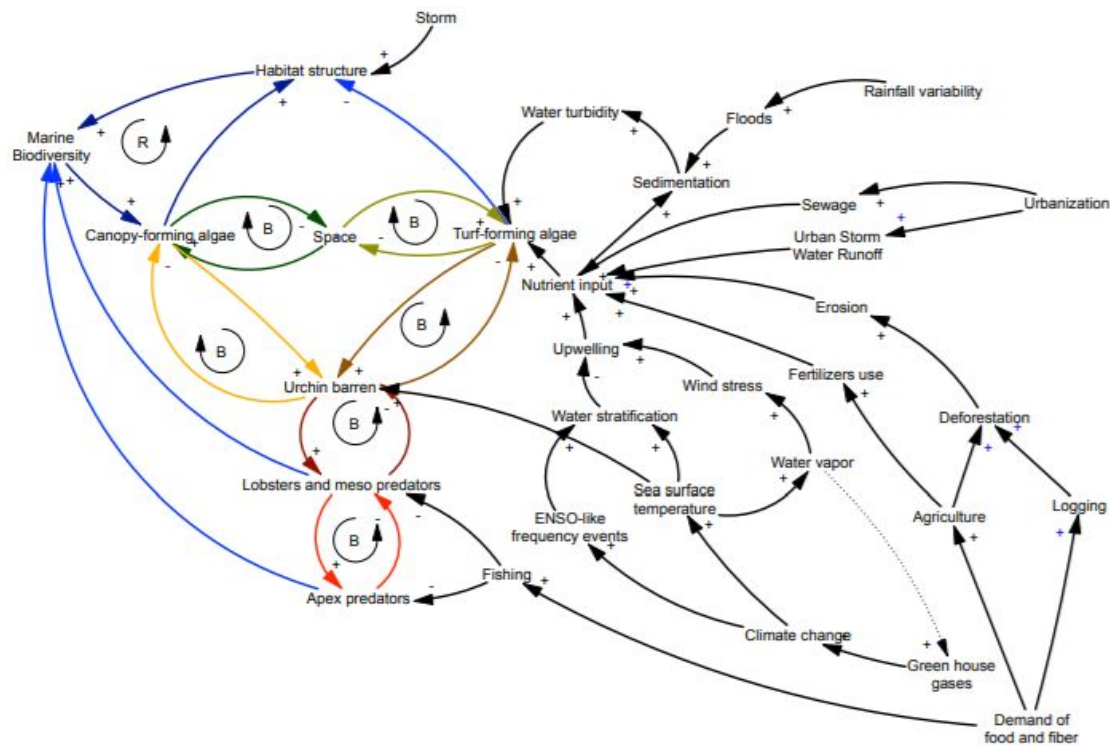 Storm
Habitat structure
Rainfall variability
Water turbidity
Floods
Marine
Biodiversity
R
Sedimentation
Sewage
Urbanization
Canopy-forming algae
B
Space
B
Turf-forming algae
Urban Storm
Water Runoff
Nutrient input
Erosion
B
B
Upwelling
Wind stress
Fertilizers use
Urchin barren
B
Water stratification
Deforestation
Lobsters and meso predators
Sea surface
temperature
Water vapor
B
ENSO-like
frequency events
Agriculture
Logging
Apex predators
Fishing
Climate change
Green house
gases
Demand of
food and fiber